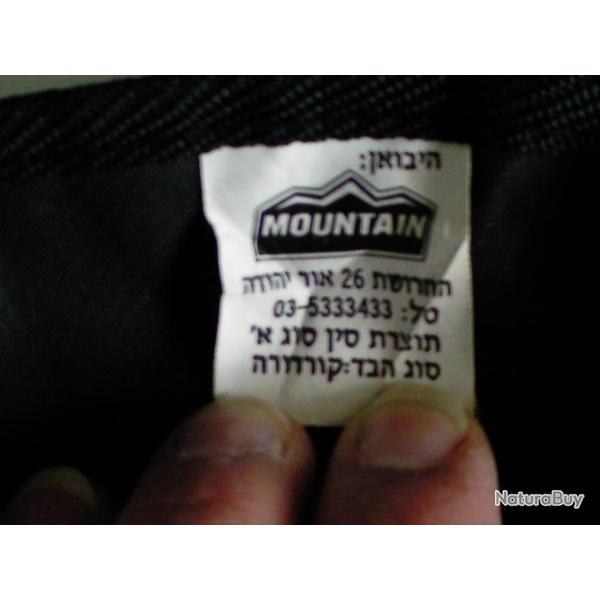 היבואן:
MOUNTAIN
החרושת 26 אור יהודה
טל: 03-5333433
תוצרת סין סוג א'
סוג הבד:קורדורה
NaturaBuy